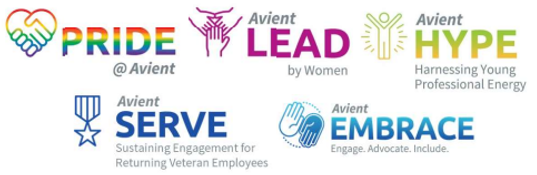 PRIDE
@ Avient
Avient
LEAD
by Women
Avient
HYPE
Harnessing Young
Professional Energy
Avient
SERVE
Sustaining Engagement for
Returning Veteran Employees
Avient
EMBRACE
Engage. Advocate. Include.